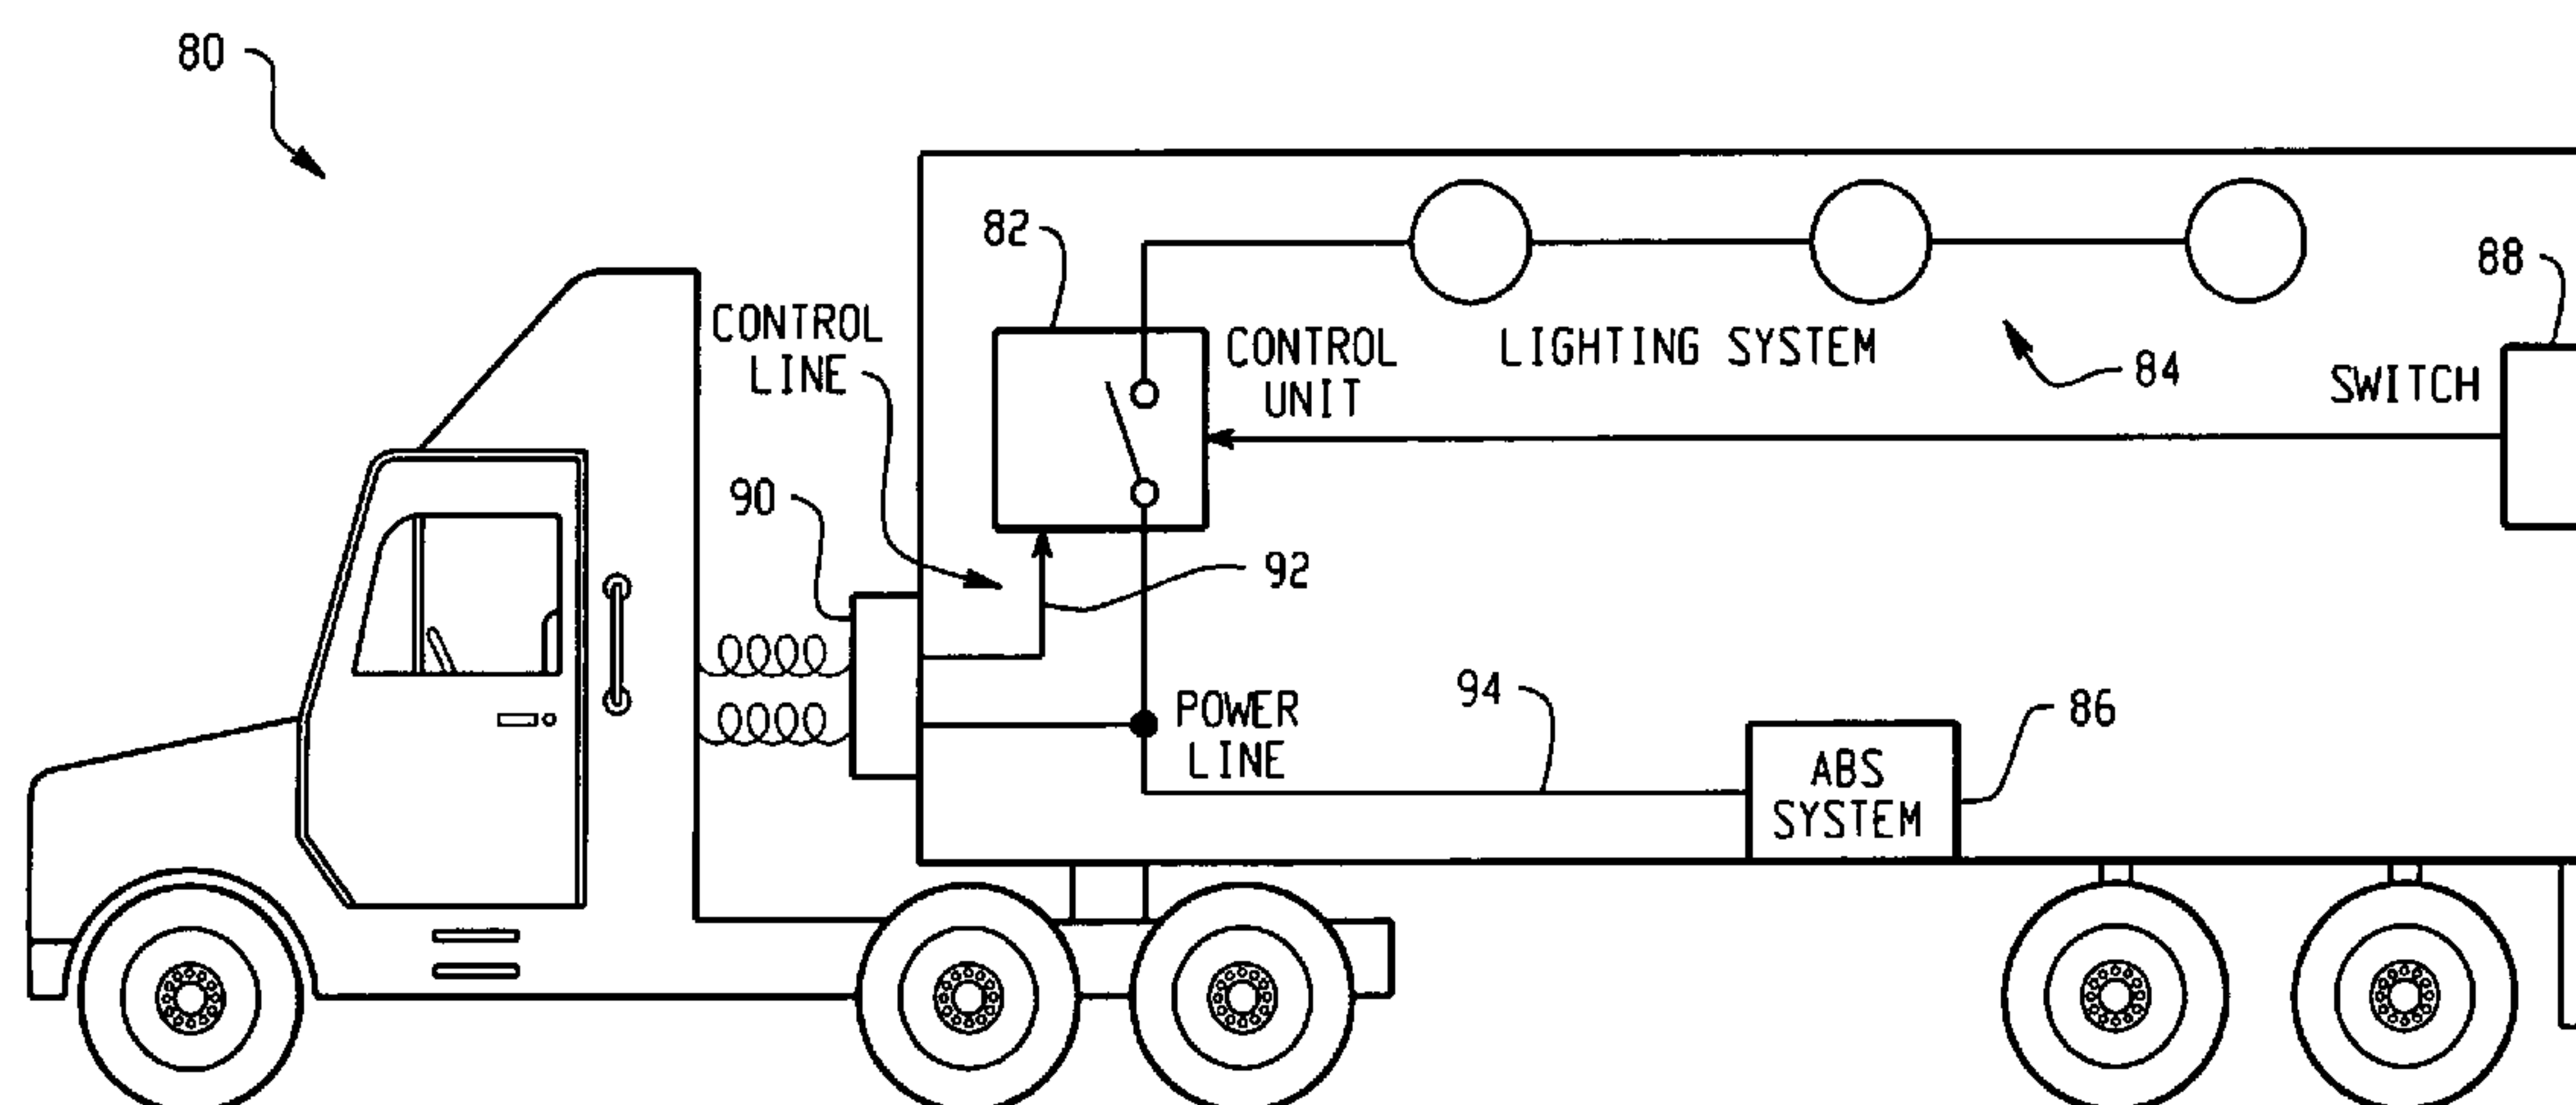 80
82
88
CONTROL
LINE
CONTROL
UNIT
LIGHTING SYSTEM
84
SWITCH
90
92
94
POWER
LINE
86
ABS
SYSTEM